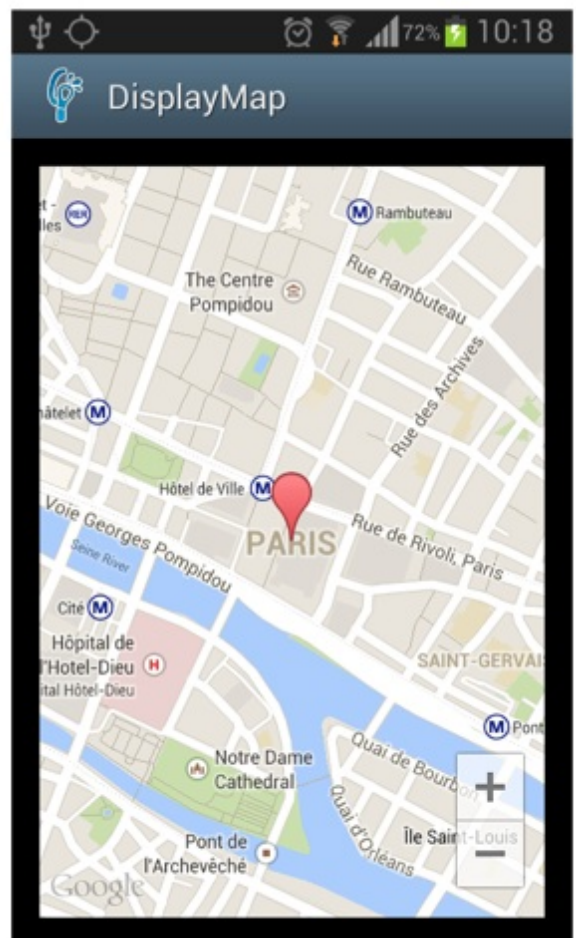 72% 10:18
DisplayMap
Rambuteau
Rue Rambuteau
The Centre
Pompidou
Rue des Archives
Hôtel de Ville
PARIS
Rue de Rivoli, Paris
Voie Georges Pompidou
Seine River
Cité
Hôpital de
l'Hotel-Dieu
ital Hôtel-Dieu
H
SAINT-GERVAI
M Pont
Notre Dame
Cathedral
Quai de Bourbon
Quai d'Orléans
Île Saint-Louis
Pont de
l'Archevêché
Google
RER
les
hâtelet M